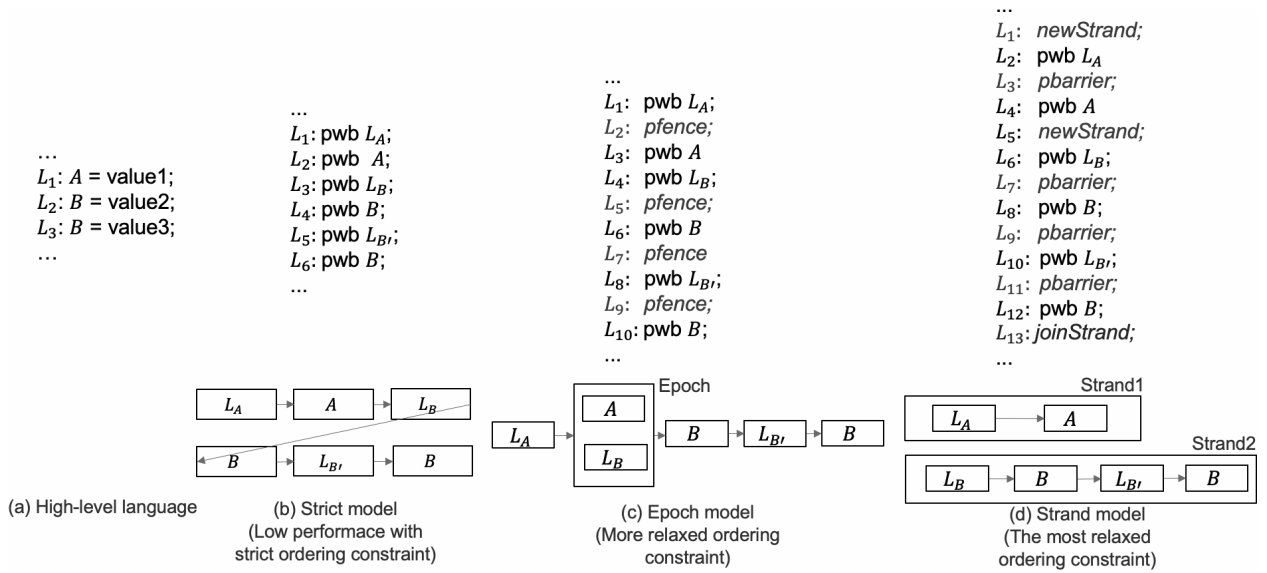 ...
L1: A = value1;
L2: B = value2;
L3: B = value3;
...
(a) High-level language
...
L1: pwb LA;
L2: pwb A;
L3: pwb LB;
L4: pwb B;
L5: pwb LB′;
L6: pwb B;
...
LA
A
LB
B
LB′
B
(b) Strict model
(Low performace with
strict ordering constraint)
...
L1: pwb LA;
L2: pfence;
L3: pwb A
L4: pwb LB;
L5: pfence;
L6: pwb B
L7: pfence
L8: pwb LB′;
L9: pfence;
L10: pwb B;
...
Epoch
LA
A
LB
B
LB′
B
(c) Epoch model
(More relaxed ordering
constraint)
...
L1: newStrand;
L2: pwb LA
L3: pbarrier;
L4: pwb A
L5: newStrand;
L6: pwb LB;
L7: pbarrier;
L8: pwb B;
L9: pbarrier;
L10: pwb LB′;
L11: pbarrier;
L12: pwb B;
L13: joinStrand;
...
Strand1
LA
A
Strand2
LB
B
LB′
B
(d) Strand model
(The most relaxed
ordering constraint)